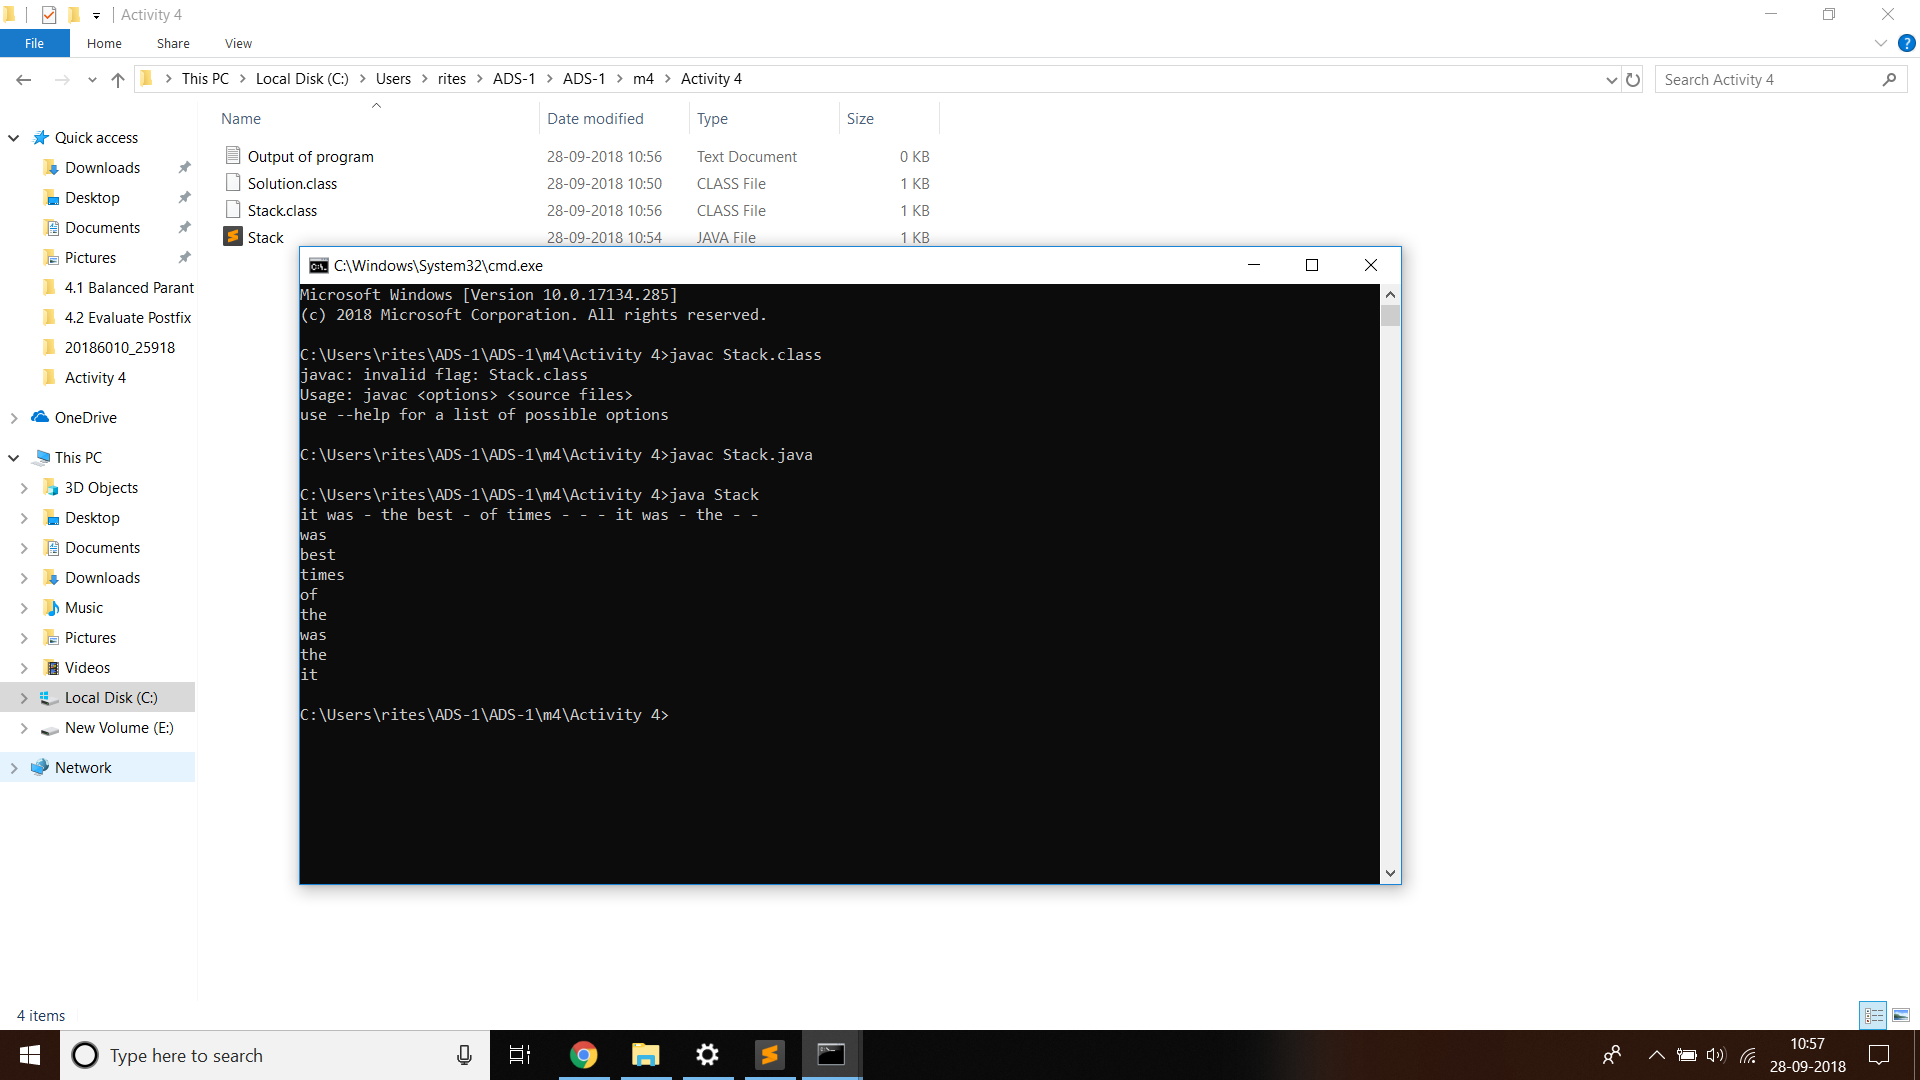 Activity 4
File Home Share View
This PC Local Disk (C:) Users rites ADS-1 ADS-1 m4 Activity 4
Search Activity 4
Name Date modified Type Size
Output of program 28-09-2018 10:56 Text Document 0 KB
Solution.class 28-09-2018 10:50 CLASS File 1 KB
Stack.class 28-09-2018 10:56 CLASS File 1 KB
Stack 28-09-2018 10:54 JAVA File 1 KB
Quick access
Downloads
Desktop
Documents
Pictures
4.1 Balanced Parant
4.2 Evaluate Postfix
20186010_25918
Activity 4
OneDrive
This PC
3D Objects
Desktop
Documents
Downloads
Music
Pictures
Videos
Local Disk (C:)
New Volume (E:)
Network
C:\Windows\System32\cmd.exe
Microsoft Windows [Version 10.0.17134.285]
(c) 2018 Microsoft Corporation. All rights reserved.
C:\Users\rites\ADS-1\ADS-1\m4\Activity 4>javac Stack.class
javac: invalid flag: Stack.class
Usage: javac <options> <source files>
use --help for a list of possible options
C:\Users\rites\ADS-1\ADS-1\m4\Activity 4>javac Stack.java
C:\Users\rites\ADS-1\ADS-1\m4\Activity 4>java Stack
it was - the best - of times - - - it was - the - -
was
best
times
of
the
was
the
it
C:\Users\rites\ADS-1\ADS-1\m4\Activity 4>
4 items
Type here to search
10:57
28-09-2018